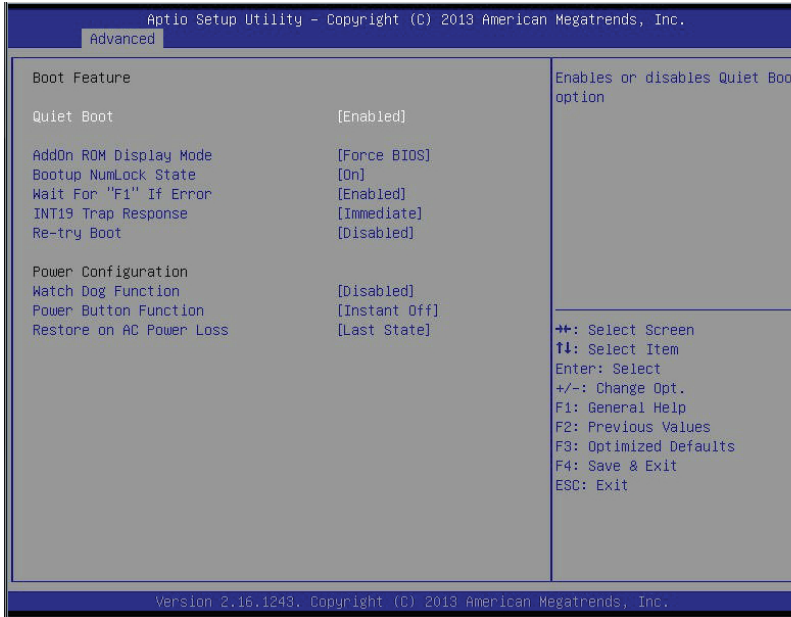 Aptio Setup Utility – Copyright (C) 2013 American Megatrends, Inc.
Advanced
Boot Feature
Quiet Boot [Enabled]
AddOn ROM Display Mode [Force BIOS]
Bootup NumLock State [On]
Wait For "F1" If Error [Enabled]
INT19 Trap Response [Immediate]
Re-try Boot [Disabled]
Power Configuration
Watch Dog Function [Disabled]
Power Button Function [Instant Off]
Restore on AC Power Loss [Last State]
Enables or disables Quiet Boo
option
→←: Select Screen
↑↓: Select Item
Enter: Select
+/-: Change Opt.
F1: General Help
F2: Previous Values
F3: Optimized Defaults
F4: Save & Exit
ESC: Exit
Version 2.16.1243. Copyright (C) 2013 American Megatrends, Inc.